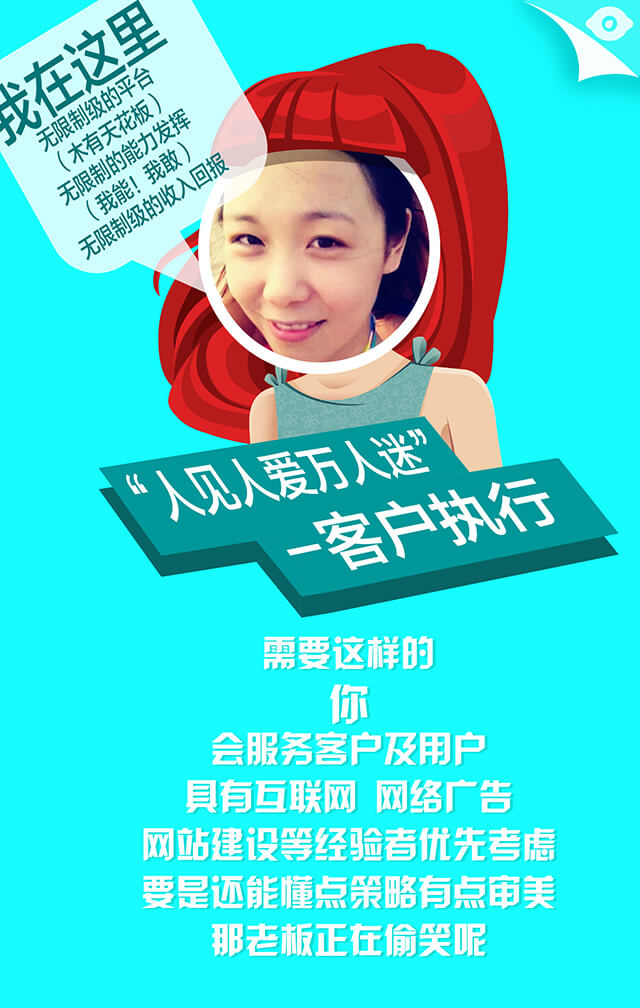 我在这里
无限制级的平台
（木有天花板）
无限制的能力发挥
（我能！我敢）
无限制级的收入回报
“人见人爱万人迷”
-客户执行
需要这样的
你
会服务客户及用户
具有互联网 网络广告
网站建设等经验者优先考虑
要是还能懂点策略有点审美
那老板正在偷笑呢